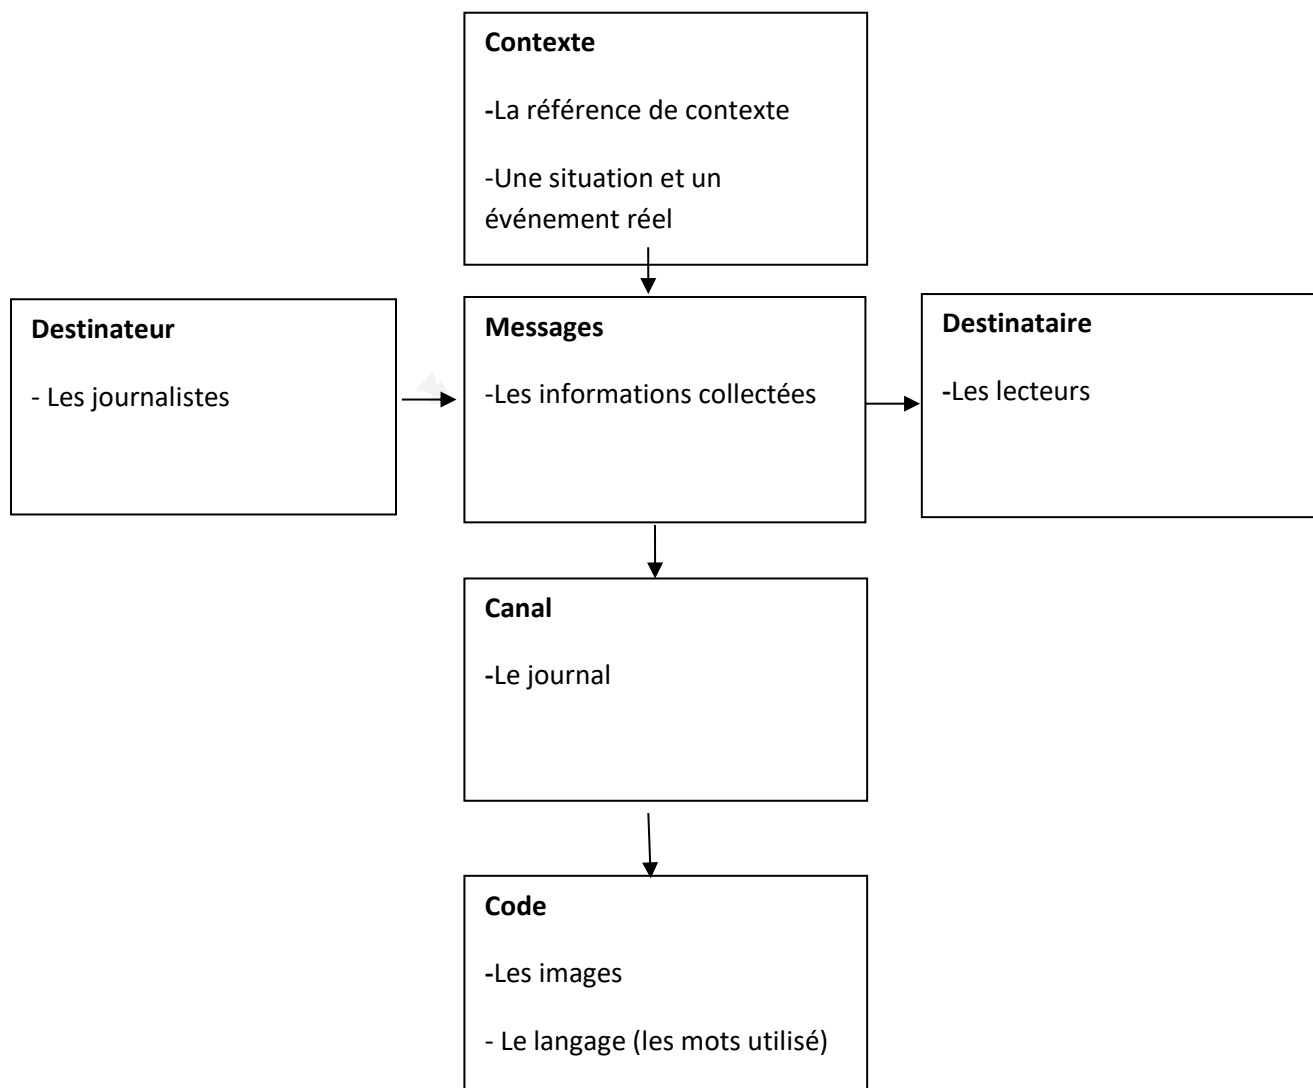 Contexte
-La référence de contexte
-Une situation et un
événement réel
Destinateur
- Les journalistes
Messages
-Les informations collectées
Destinataire
-Les lecteurs
Canal
-Le journal
Code
-Les images
- Le langage (les mots utilisé)